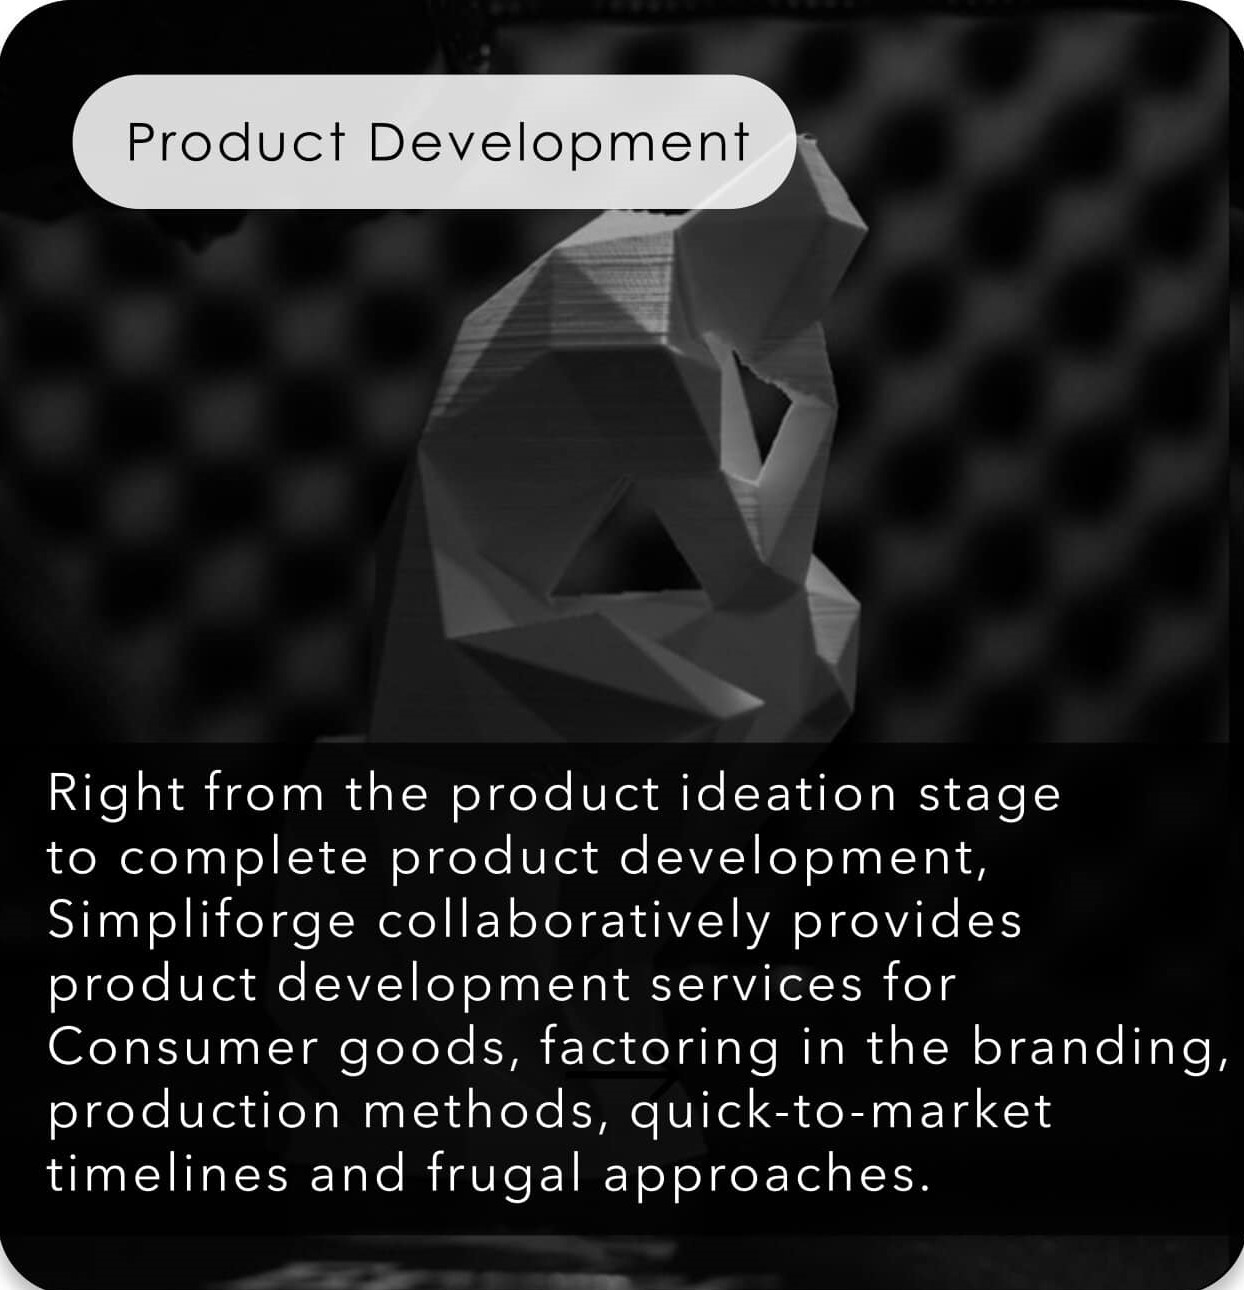 Product Development
Right from the product ideation stage
to complete product development,
Simpliforge collaboratively provides
product development services for
Consumer goods, factoring in the branding,
production methods, quick-to-market
timelines and frugal approaches.